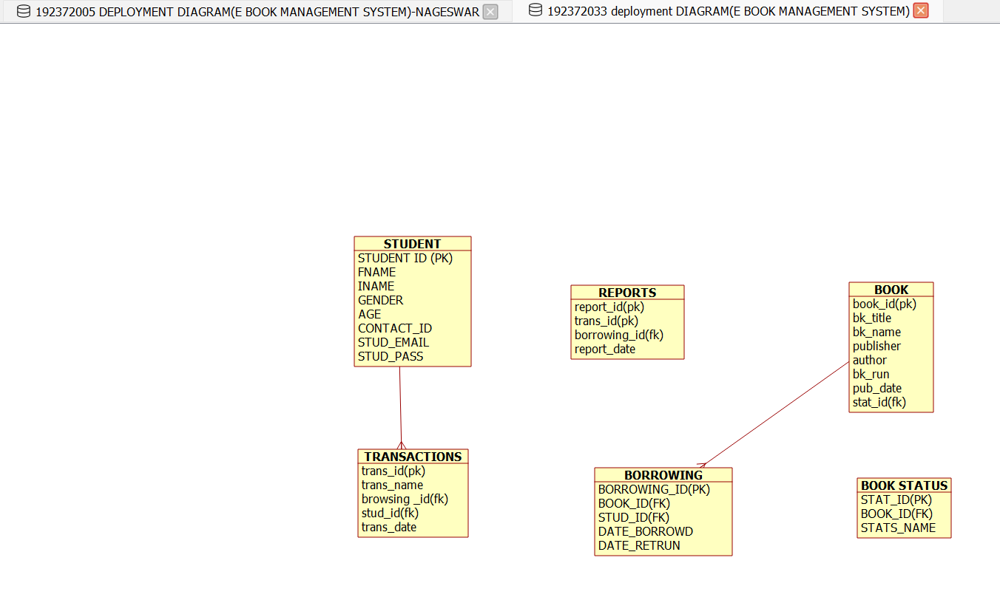 192372005 DEPLOYMENT DIAGRAM(E BOOK MANAGEMENT SYSTEM)-NAGESWAR
192372033 deployment DIAGRAM(E BOOK MANAGEMENT SYSTEM)
STUDENT
STUDENT ID (PK)
FNAME
INAME
GENDER
AGE
CONTACT_ID
STUD_EMAIL
STUD_PASS
REPORTS
report_id(pk)
trans_id(pk)
borrowing_id(fk)
report_date
BOOK
book_id(pk)
bk_title
bk_name
publisher
author
bk_run
pub_date
stat_id(fk)
TRANSACTIONS
trans_id(pk)
trans_name
browsing _id(fk)
stud_id(fk)
trans_date
BORROWING
BORROWING_ID(PK)
BOOK_ID(FK)
STUD_ID(FK)
DATE_BORROWD
DATE_RETRUN
BOOK STATUS
STAT_ID(PK)
BOOK_ID(FK)
STATS_NAME